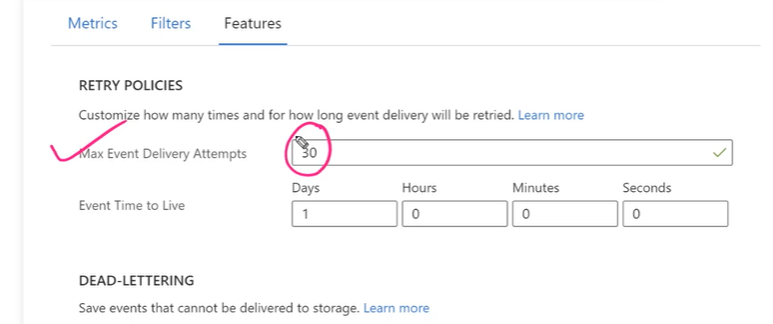 Metrics Filters Features
RETRY POLICIES
Customize how many times and for how long event delivery will be retried. Learn more
Max Event Delivery Attempts 30
Days Hours Minutes Seconds
Event Time to Live 1 0 0 0
DEAD-LETTERING
Save events that cannot be delivered to storage. Learn more